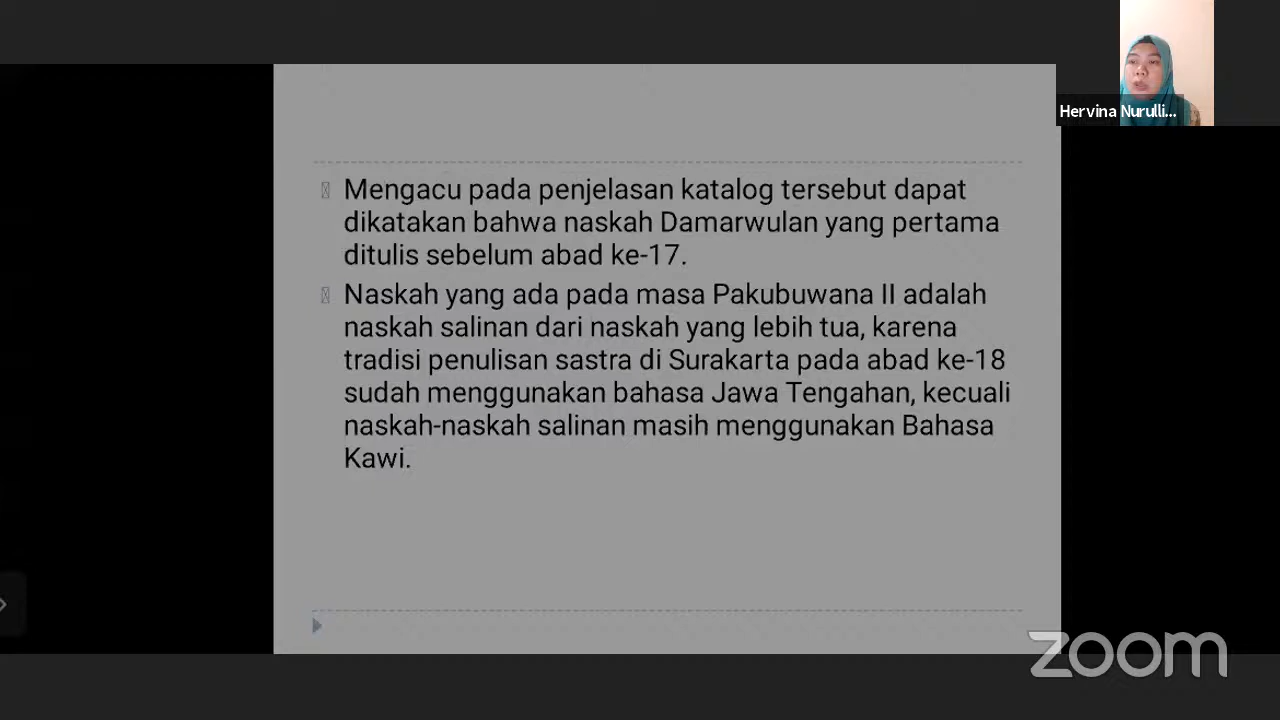 Hervina Nurulli...
Mengacu pada penjelasan katalog tersebut dapat
dikatakan bahwa naskah Damarwulan yang pertama
ditulis sebelum abad ke-17.
Naskah yang ada pada masa Pakubuwana II adalah
naskah salinan dari naskah yang lebih tua, karena
tradisi penulisan sastra di Surakarta pada abad ke-18
sudah menggunakan bahasa Jawa Tengahan, kecuali
naskah-naskah salinan masih menggunakan Bahasa
Kawi.
zoom